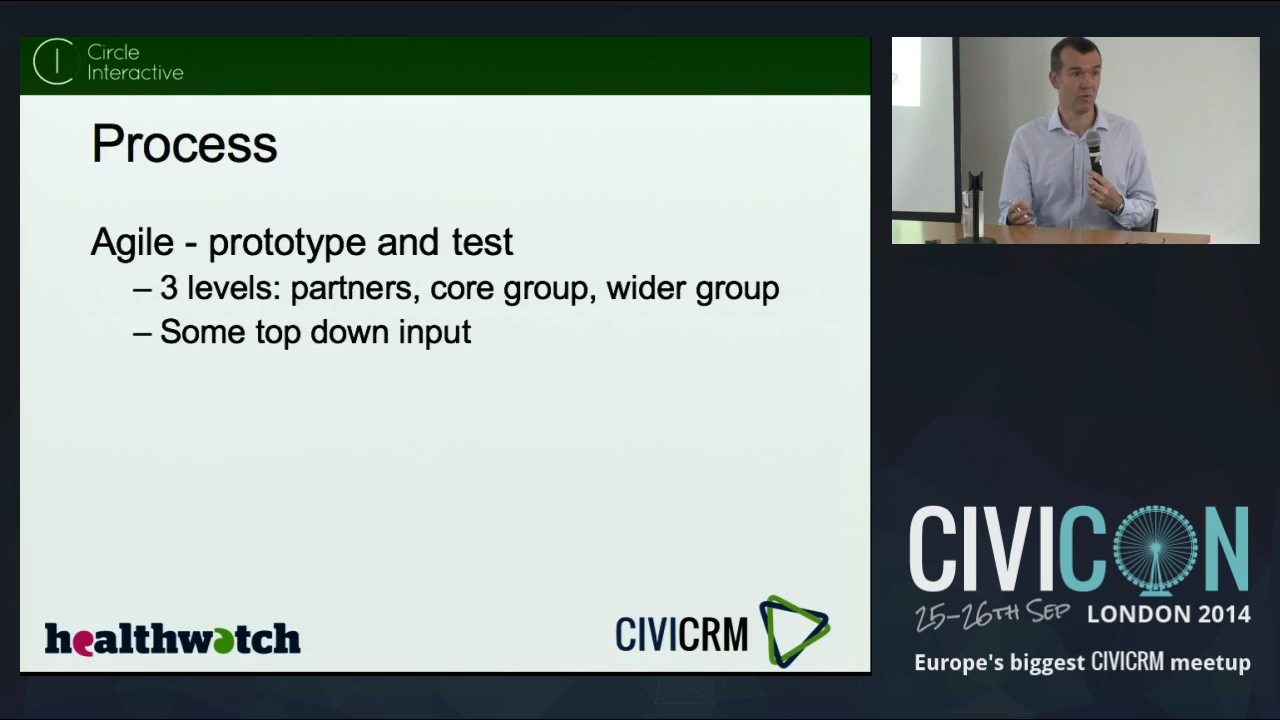 Circle
Interactive
Process
Agile - prototype and test
– 3 levels: partners, core group, wider group
– Some top down input
healthwatch
CIVICRM
CIVICON
25-26TH SEP LONDON 2014
Europe's biggest CIVICRM meetup